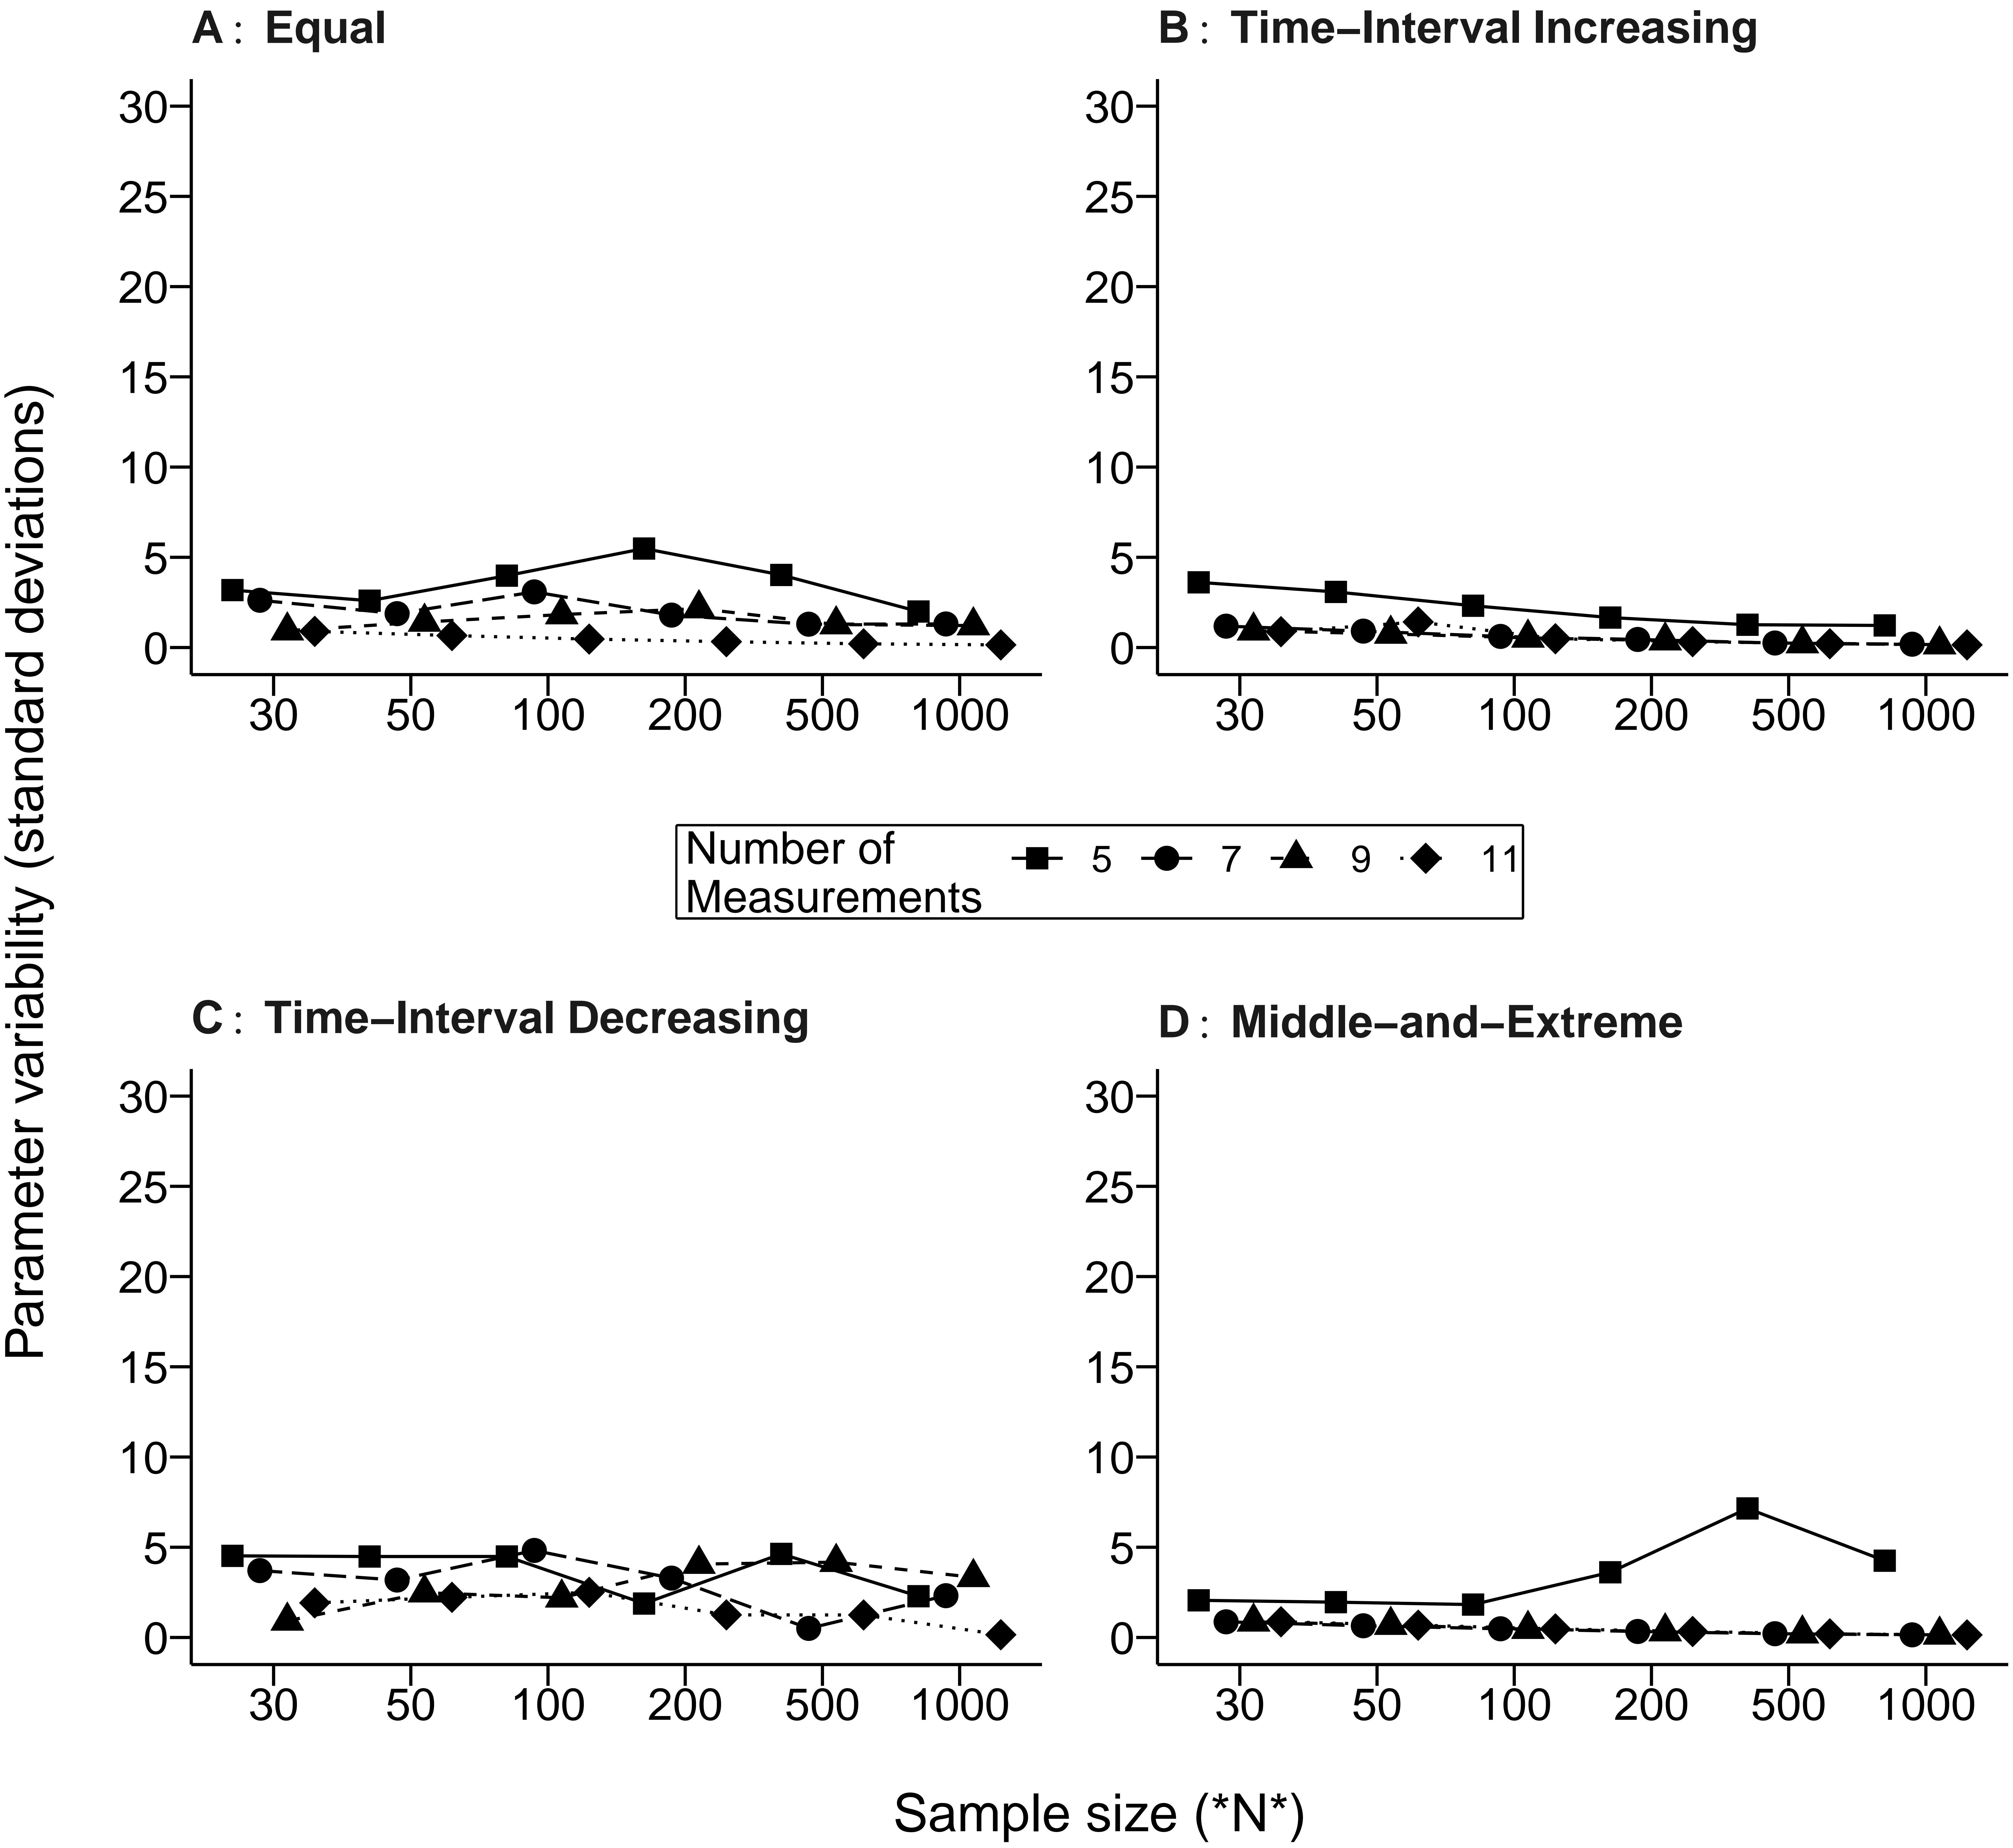 A: Equal
30
25
20
15
10
5
0
30 50 100 200 500 1000
B: Time–Interval Increasing
30
25
20
15
10
5
0
30 50 100 200 500 1000
Parameter variability (standard deviations)
Number of
Measurements
5 7 9 11
C: Time–Interval Decreasing
30
25
20
15
10
5
0
30 50 100 200 500 1000
D: Middle–and–Extreme
30
25
20
15
10
5
0
30 50 100 200 500 1000
Sample size (*N*)